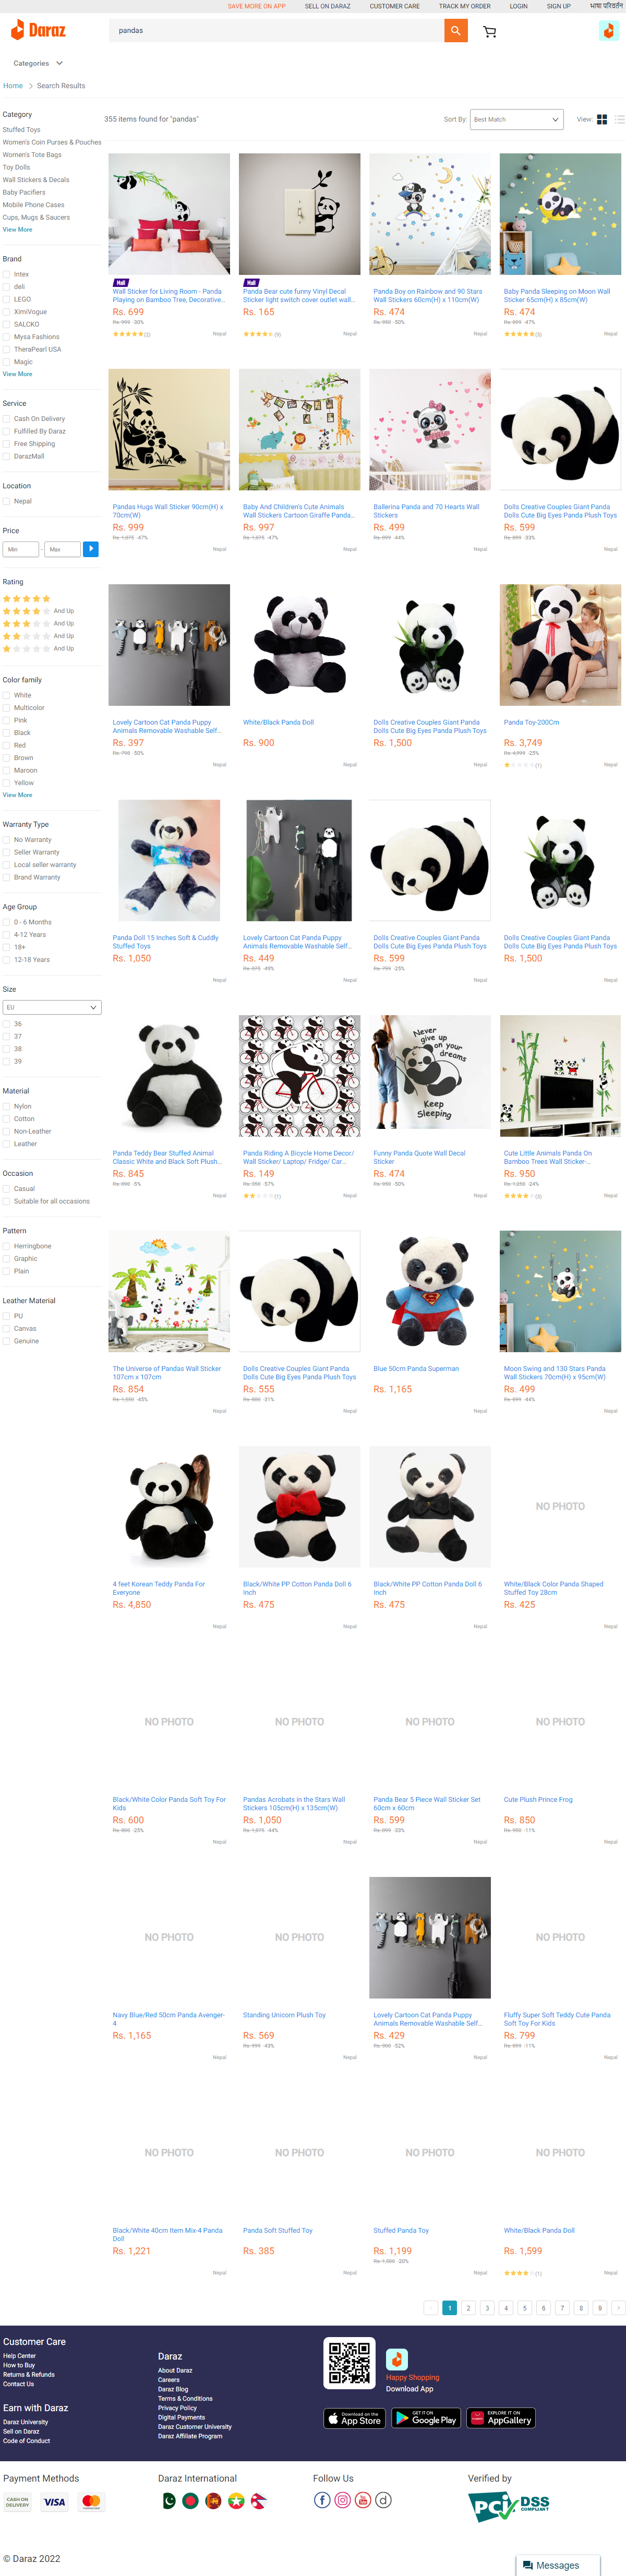 SAVE MORE ON APP SELL ON DARAZ CUSTOMER CARE TRACK MY ORDER LOGIN SIGN UP भाषा परिवर्तन
Daraz
pandas
Categories
Home > Search Results
Category
Stuffed Toys
Women's Coin Purses & Pouches
Women's Tote Bags
Toy Dolls
Wall Stickers & Decals
Baby Pacifiers
Mobile Phone Cases
Cups, Mugs & Saucers
View More
Brand
Intex
deli
LEGO
XimiVogue
SALCKO
Mysa Fashions
TheraPearl USA
Magic
View More
Service
Cash On Delivery
Fulfilled By Daraz
Free Shipping
DarazMall
Location
Nepal
Price
Min - Max
Rating
And Up
And Up
And Up
And Up
Color family
White
Multicolor
Pink
Black
Red
Brown
Maroon
Yellow
View More
Warranty Type
No Warranty
Seller Warranty
Local seller warranty
Brand Warranty
Age Group
0 - 6 Months
4-12 Years
18+
12-18 Years
Size
EU
36
37
38
39
Material
Nylon
Cotton
Non-Leather
Leather
Occasion
Casual
Suitable for all occasions
Pattern
Herringbone
Graphic
Plain
Leather Material
PU
Canvas
Genuine
355 items found for "pandas"
Sort By: Best Match View:
Mall
Wall Sticker for Living Room - Panda
Playing on Bamboo Tree, Decorative...
Rs. 699
Rs. 999 -30%
(2) Nepal
Mall
Panda Bear cute funny Vinyl Decal
Sticker light switch cover outlet wall...
Rs. 165
(9) Nepal
Panda Boy on Rainbow and 90 Stars
Wall Stickers 60cm(H) x 110cm(W)
Rs. 474
Rs. 950 -50%
Nepal
Baby Panda Sleeping on Moon Wall
Sticker 65cm(H) x 85cm(W)
Rs. 474
Rs. 899 -47%
(3) Nepal
Pandas Hugs Wall Sticker 90cm(H) x
70cm(W)
Rs. 999
Rs. 1,875 -47%
Nepal
Baby And Children's Cute Animals
Wall Stickers Cartoon Giraffe Panda...
Rs. 997
Rs. 1,875 -47%
Nepal
Ballerina Panda and 70 Hearts Wall
Stickers
Rs. 499
Rs. 899 -44%
Nepal
Dolls Creative Couples Giant Panda
Dolls Cute Big Eyes Panda Plush Toys
Rs. 599
Rs. 899 -33%
Nepal
Lovely Cartoon Cat Panda Puppy
Animals Removable Washable Self...
Rs. 397
Rs. 790 -50%
Nepal
White/Black Panda Doll
Rs. 900
Nepal
Dolls Creative Couples Giant Panda
Dolls Cute Big Eyes Panda Plush Toys
Rs. 1,500
Nepal
Panda Toy-200Cm
Rs. 3,749
Rs. 4,999 -25%
(1) Nepal
Panda Doll 15 Inches Soft & Cuddly
Stuffed Toys
Rs. 1,050
Nepal
Lovely Cartoon Cat Panda Puppy
Animals Removable Washable Self...
Rs. 449
Rs. 875 -49%
Nepal
Dolls Creative Couples Giant Panda
Dolls Cute Big Eyes Panda Plush Toys
Rs. 599
Rs. 799 -25%
Nepal
Dolls Creative Couples Giant Panda
Dolls Cute Big Eyes Panda Plush Toys
Rs. 1,500
Nepal
Panda Teddy Bear Stuffed Animal
Classic White and Black Soft Plush...
Rs. 845
Rs. 890 -5%
Nepal
Panda Riding A Bicycle Home Decor/
Wall Sticker/ Laptop/ Fridge/ Car...
Rs. 149
Rs. 350 -57%
(1) Nepal
Never
give up
on your
dreams
Keep
Sleeping
Funny Panda Quote Wall Decal
Sticker
Rs. 474
Rs. 950 -50%
Nepal
Cute Little Animals Panda On
Bamboo Trees Wall Sticker-...
Rs. 950
Rs. 1,250 -24%
(3) Nepal
The Universe of Pandas Wall Sticker
107cm x 107cm
Rs. 854
Rs. 1,550 -45%
Nepal
Dolls Creative Couples Giant Panda
Dolls Cute Big Eyes Panda Plush Toys
Rs. 555
Rs. 800 -31%
Nepal
Blue 50cm Panda Superman
Rs. 1,165
Nepal
Moon Swing and 130 Stars Panda
Wall Stickers 70cm(H) x 95cm(W)
Rs. 499
Rs. 899 -44%
Nepal
4 feet Korean Teddy Panda For
Everyone
Rs. 4,850
Nepal
Black/White PP Cotton Panda Doll 6
Inch
Rs. 475
Nepal
Black/White PP Cotton Panda Doll 6
Inch
Rs. 475
Nepal
NO PHOTO
White/Black Color Panda Shaped
Stuffed Toy 28cm
Rs. 425
Nepal
NO PHOTO
Black/White Color Panda Soft Toy For
Kids
Rs. 600
Rs. 800 -25%
Nepal
NO PHOTO
Pandas Acrobats in the Stars Wall
Stickers 105cm(H) x 135cm(W)
Rs. 1,050
Rs. 1,875 -44%
Nepal
NO PHOTO
Panda Bear 5 Piece Wall Sticker Set
60cm x 60cm
Rs. 599
Rs. 899 -33%
Nepal
NO PHOTO
Cute Plush Prince Frog
Rs. 850
Rs. 950 -11%
Nepal
NO PHOTO
Navy Blue/Red 50cm Panda Avenger-
4
Rs. 1,165
Nepal
NO PHOTO
Standing Unicorn Plush Toy
Rs. 569
Rs. 999 -43%
Nepal
Lovely Cartoon Cat Panda Puppy
Animals Removable Washable Self...
Rs. 429
Rs. 900 -52%
Nepal
NO PHOTO
Fluffy Super Soft Teddy Cute Panda
Soft Toy For Kids
Rs. 799
Rs. 899 -11%
Nepal
NO PHOTO
Black/White 40cm Item Mix-4 Panda
Doll
Rs. 1,221
Nepal
NO PHOTO
Panda Soft Stuffed Toy
Rs. 385
Nepal
NO PHOTO
Stuffed Panda Toy
Rs. 1,199
Rs. 1,500 -20%
Nepal
NO PHOTO
White/Black Panda Doll
Rs. 1,599
(1) Nepal
1 2 3 4 5 6 7 8 9
Customer Care
Help Center
How to Buy
Returns & Refunds
Contact Us
Earn with Daraz
Daraz University
Sell on Daraz
Code of Conduct
Daraz
About Daraz
Careers
Daraz Blog
Terms & Conditions
Privacy Policy
Digital Payments
Daraz Customer University
Daraz Affiliate Program
Happy Shopping
Download App
Download on the
App Store
GET IT ON
Google Play
EXPLORE IT ON
AppGallery
Payment Methods
CASH ON
DELIVERY
VISA
mastercard
Daraz International
Follow Us
Verified by
PCI DSS
COMPLIANT
© Daraz 2022
Messages